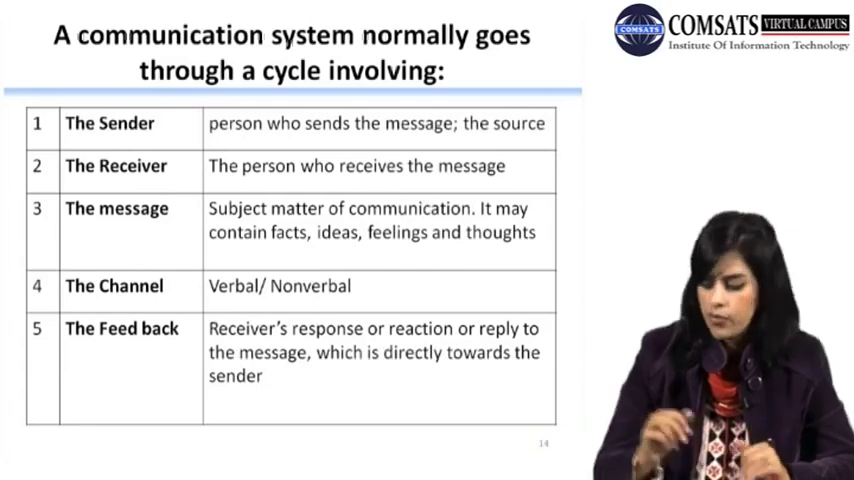 A communication system normally goes
through a cycle involving:
COMSATS VIRTUAL CAMPUS
Institute Of Information Technology
COMSATS
1 The Sender person who sends the message; the source
2 The Receiver The person who receives the message
3 The message Subject matter of communication. It may
contain facts, ideas, feelings and thoughts
4 The Channel Verbal/ Nonverbal
5 The Feed back Receiver's response or reaction or reply to
the message, which is directly towards the
sender
14